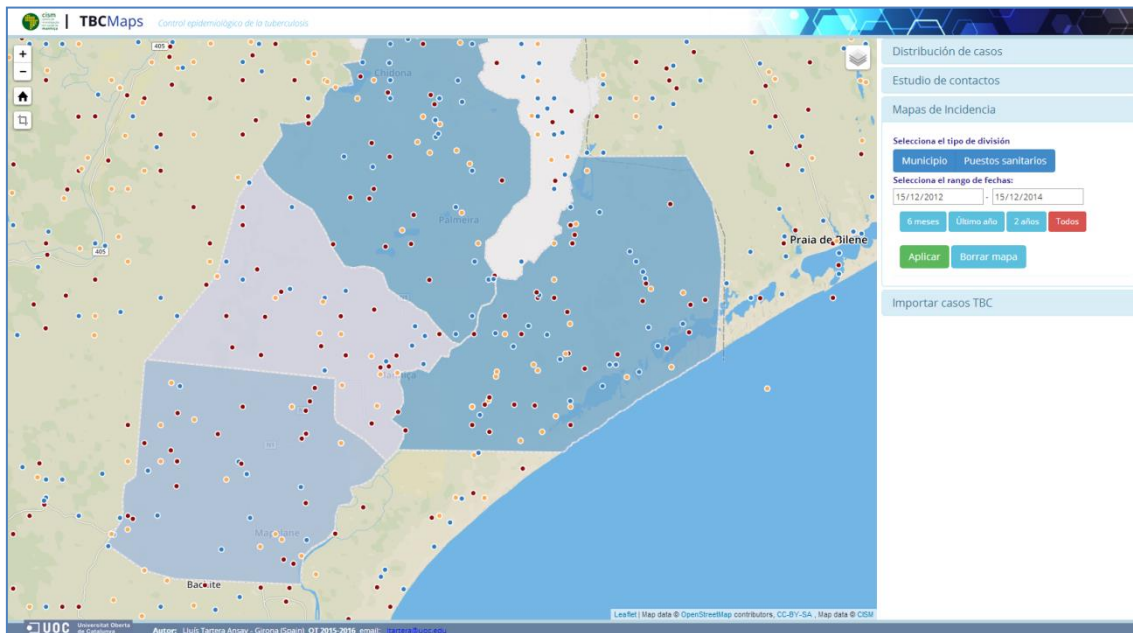 cism
TBCMaps
Control epidemiológico de la tuberculosis
Distribución de casos
Estudio de contactos
Mapas de Incidencia
Selecciona el tipo de división
Municipio Puestos sanitarios
Selecciona el rango de fechas:
15/12/2012 - 15/12/2014
6 meses Último año 2 años Todos
Aplicar Borrar mapa
Importar casos TBC
+
−
405
Chidona
Palmeira
405
Praia de Bilene
Bacuite
Leaflet | Map data © OpenStreetMap contributors, CC-BY-SA , Map data © CISM
UOC Universitat Oberta
de Catalunya
Autor: Lluís Tartera Ansay - Girona (Spain) OT 2015-2016 email: ltartera@uoc.edu